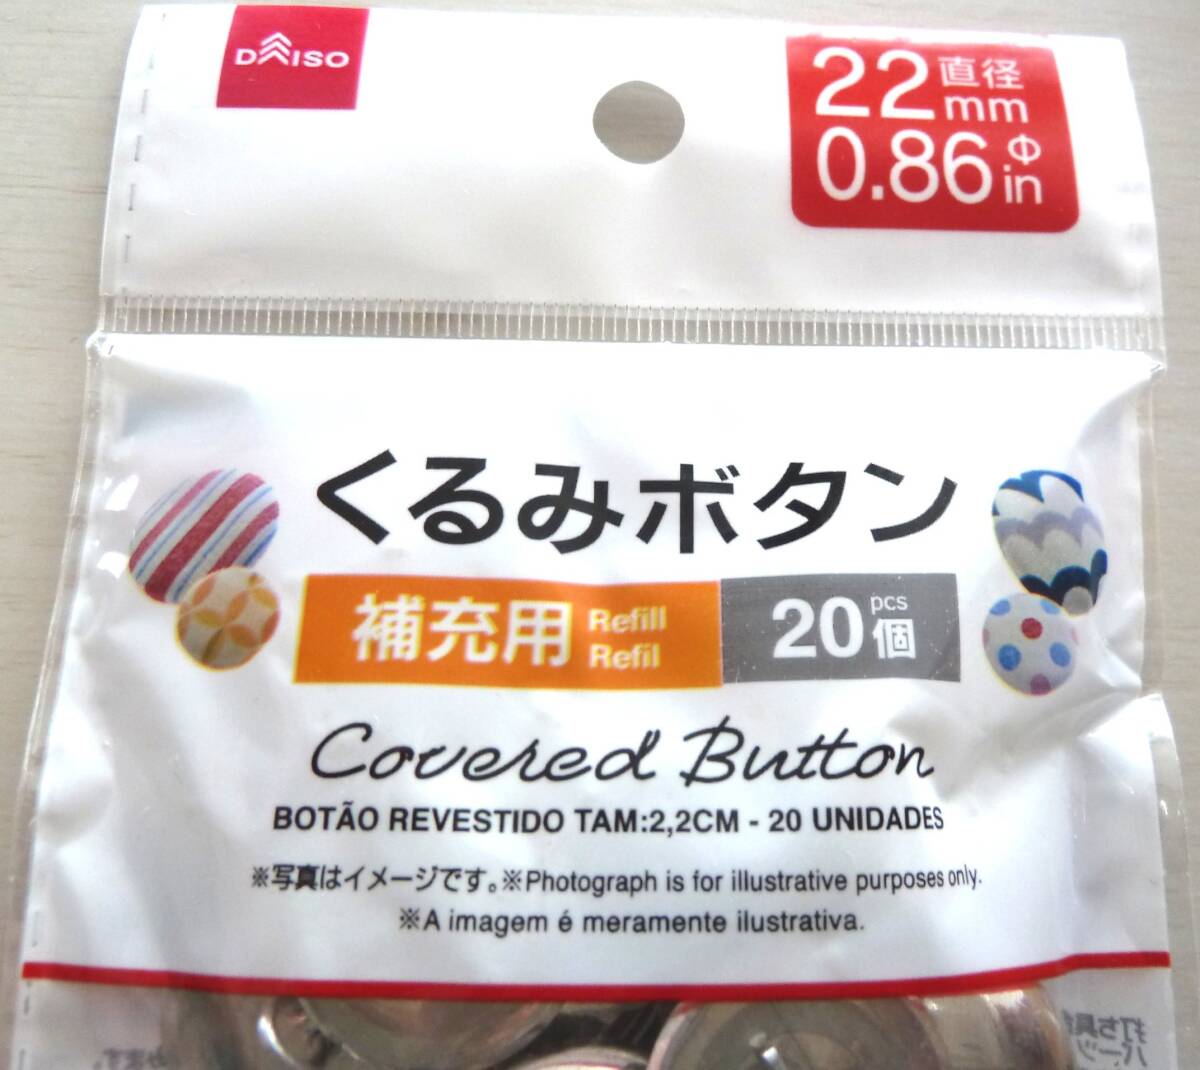 DAISO
22 直径
mm
0.86 Φ
in
くるみボタン
補充用 Refill
Refil
20 pcs
個
Covered Button
BOTÃO REVESTIDO TAM:2,2CM - 20 UNIDADES
※写真はイメージです。※Photograph is for illustrative purposes only.
※A imagem é meramente ilustrativa.